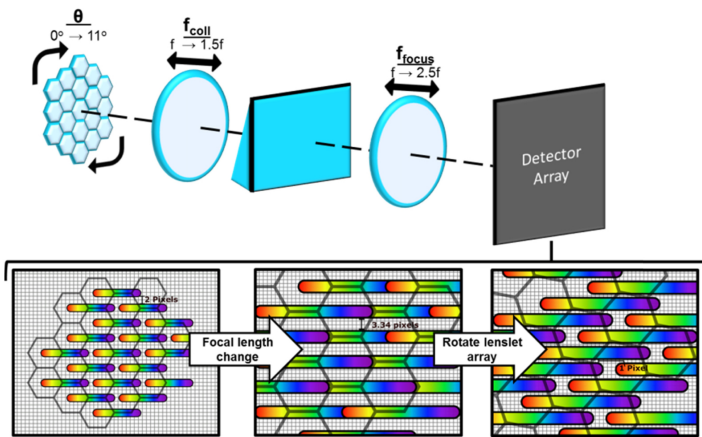 θ
0° → 11°
f_coll
f → 1.5f
f_focus
f → 2.5f
Detector
Array
2 Pixels
Focal length
change
3.34 pixels
Rotate lenslet
array
1 Pixel